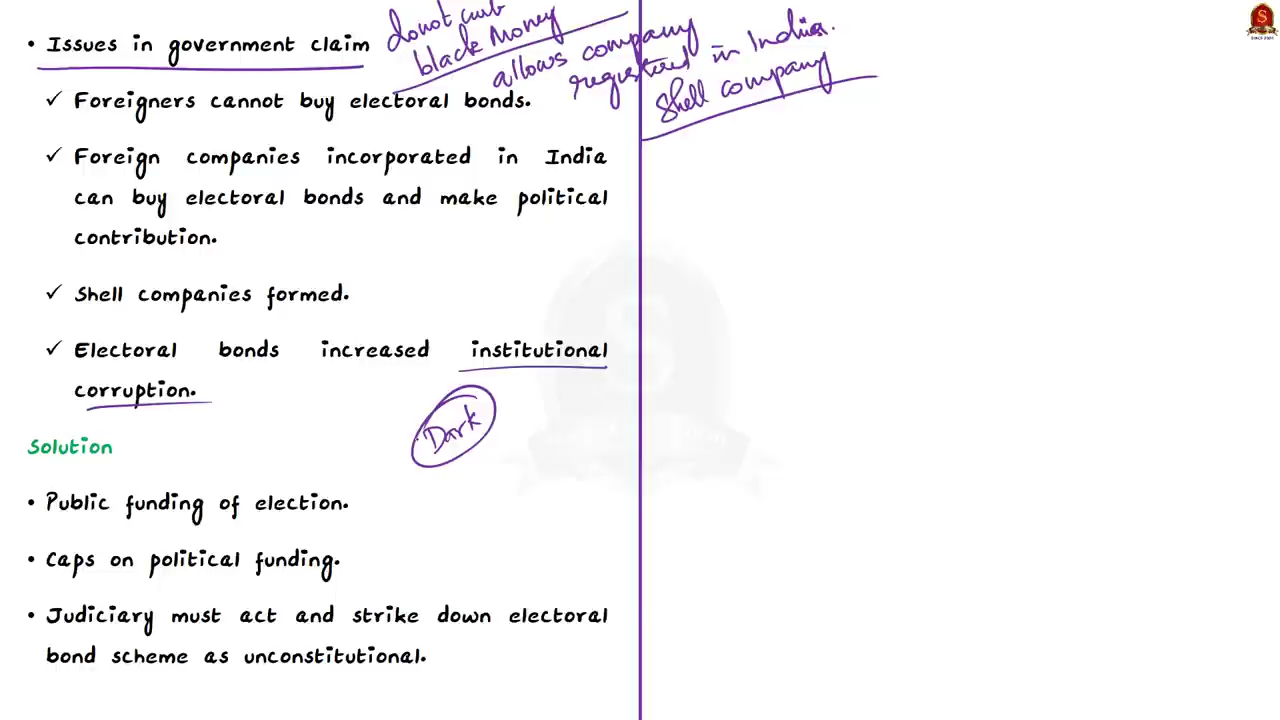 do not curb
black Money
allows company
registered in India.
Shell company
• Issues in government claim
✓ Foreigners cannot buy electoral bonds.
✓ Foreign companies incorporated in India
can buy electoral bonds and make political
contribution.
✓ Shell companies formed.
✓ Electoral bonds increased institutional
corruption.
Dark
Solution
• Public funding of election.
• Caps on political funding.
• Judiciary must act and strike down electoral
bond scheme as unconstitutional.
S